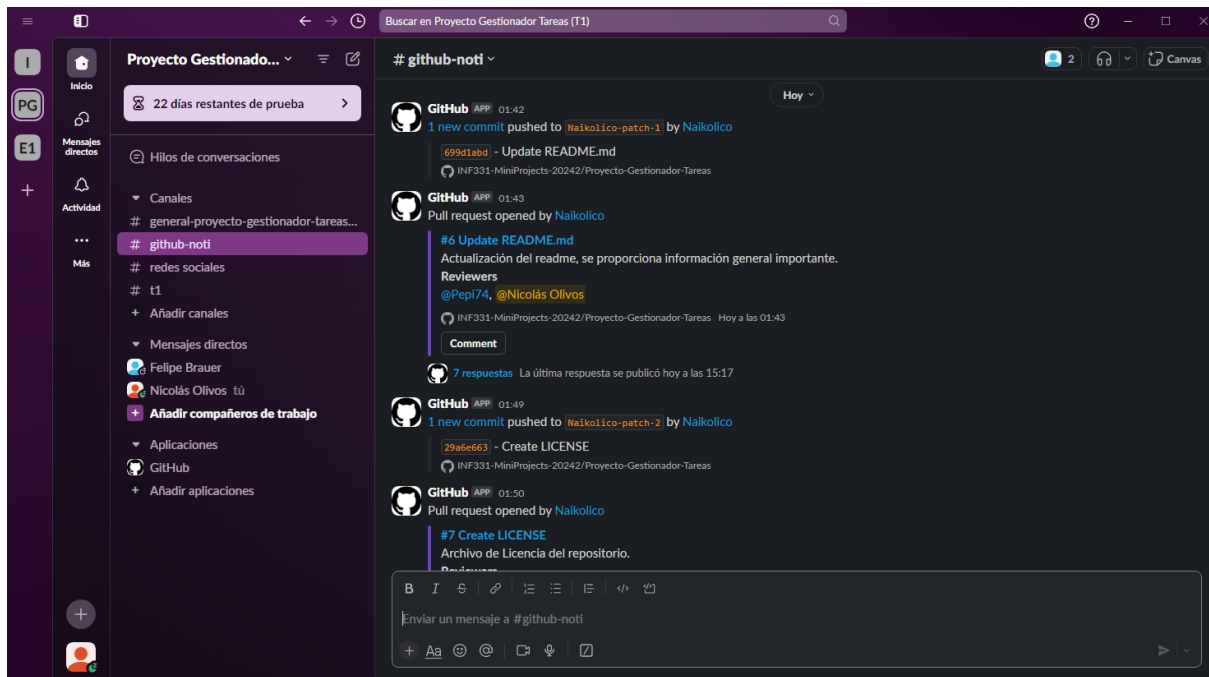 Buscar en Proyecto Gestionador Tareas (T1)
I
PG
E1
Inicio
Mensajes
directos
Actividad
Más
Proyecto Gestionado...
22 días restantes de prueba
Hilos de conversaciones
Canales
# general-proyecto-gestionador-tareas...
# github-noti
# redes sociales
# t1
+ Añadir canales
Mensajes directos
Felipe Brauer
Nicolás Olivos tú
+ Añadir compañeros de trabajo
Aplicaciones
GitHub
+ Añadir aplicaciones
# github-noti
2
Canvas
Hoy
GitHub APP 01:42
1 new commit pushed to Naikolico-patch-1 by Naikolico
699d1abd - Update README.md
INF331-MiniProjects-20242/Proyecto-Gestionador-Tareas
GitHub APP 01:43
Pull request opened by Naikolico
#6 Update README.md
Actualización del readme, se proporciona información general importante.
Reviewers
@Pepi74, @Nicolás Olivos
INF331-MiniProjects-20242/Proyecto-Gestionador-Tareas Hoy a las 01:43
Comment
7 respuestas La última respuesta se publicó hoy a las 15:17
GitHub APP 01:49
1 new commit pushed to Naikolico-patch-2 by Naikolico
29a6e663 - Create LICENSE
INF331-MiniProjects-20242/Proyecto-Gestionador-Tareas
GitHub APP 01:50
Pull request opened by Naikolico
#7 Create LICENSE
Archivo de Licencia del repositorio.
Reviewers
B I S
Enviar un mensaje a #github-noti
+ Aa @